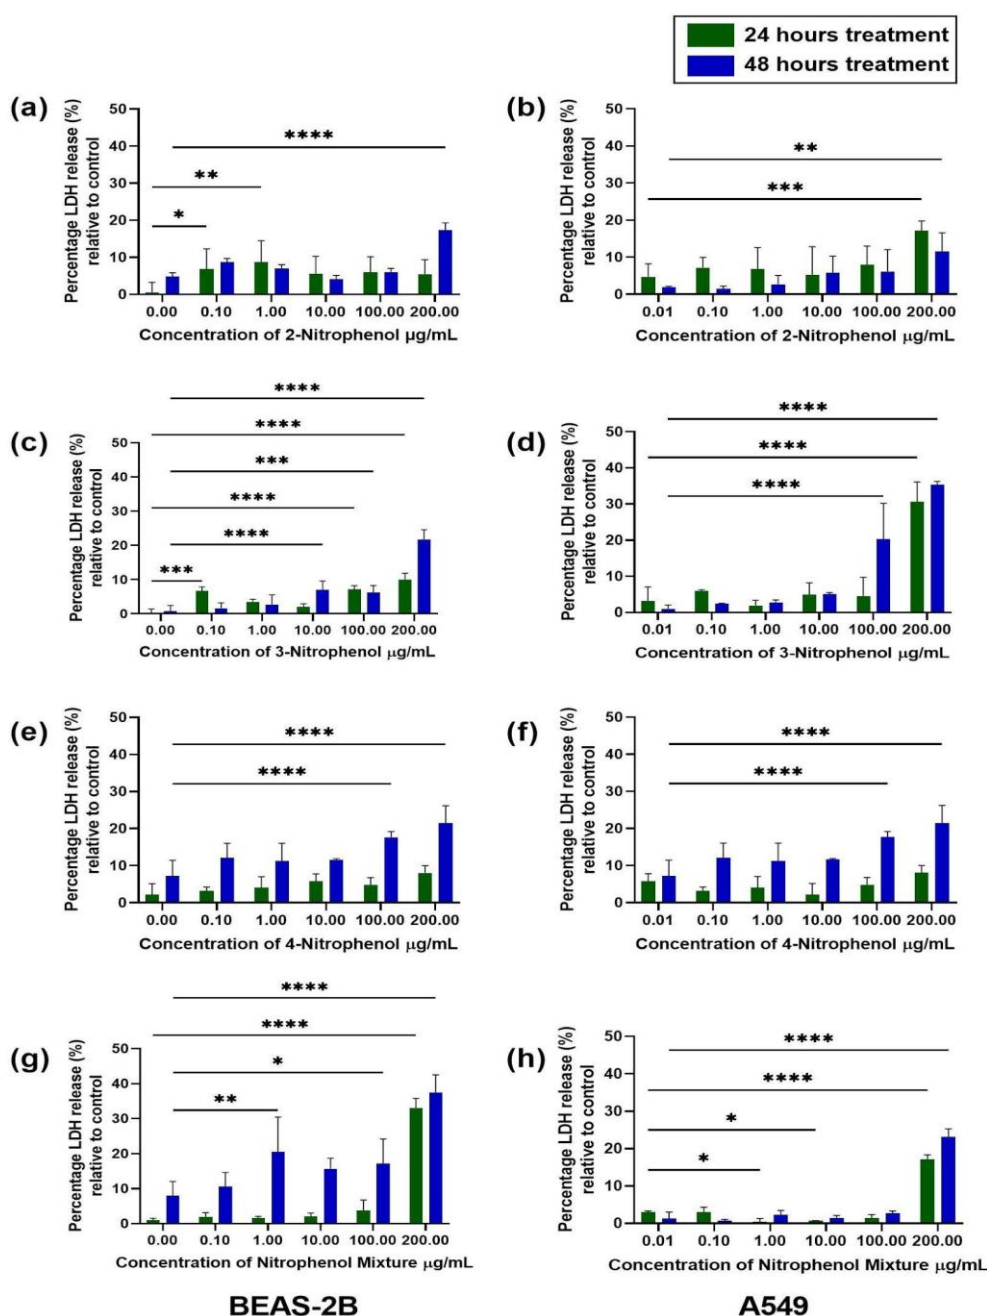 24 hours treatment
48 hours treatment
(a)
Percentage LDH release (%)
relative to control
50
40
30
20
10
0
****
**
*
0.00 0.10 1.00 10.00 100.00 200.00
Concentration of 2-Nitrophenol µg/mL
(b)
Percentage LDH release (%)
relative to control
50
40
30
20
10
0
**
***
0.01 0.10 1.00 10.00 100.00 200.00
Concentration of 2-Nitrophenol µg/mL
(c)
Percentage LDH release (%)
relative to control
50
40
30
20
10
0
****
****
***
****
****
***
0.00 0.10 1.00 10.00 100.00 200.00
Concentration of 3-Nitrophenol µg/mL
(d)
Percentage LDH release (%)
relative to control
50
40
30
20
10
0
****
****
****
0.01 0.10 1.00 10.00 100.00 200.00
Concentration of 3-Nitrophenol µg/mL
(e)
Percentage LDH release (%)
relative to control
50
40
30
20
10
0
****
****
0.00 0.10 1.00 10.00 100.00 200.00
Concentration of 4-Nitrophenol µg/mL
(f)
Percentage LDH release (%)
relative to control
50
40
30
20
10
0
****
****
0.01 0.10 1.00 10.00 100.00 200.00
Concentration of 4-Nitrophenol µg/mL
(g)
Percentage LDH release (%)
relative to control
50
40
30
20
10
0
****
****
*
**
0.00 0.10 1.00 10.00 100.00 200.00
Concentration of Nitrophenol Mixture µg/mL
(h)
Percentage LDH release (%)
relative to control
50
40
30
20
10
0
****
****
*
*
0.01 0.10 1.00 10.00 100.00 200.00
Concentration of Nitrophenol Mixture µg/mL
BEAS-2B
A549